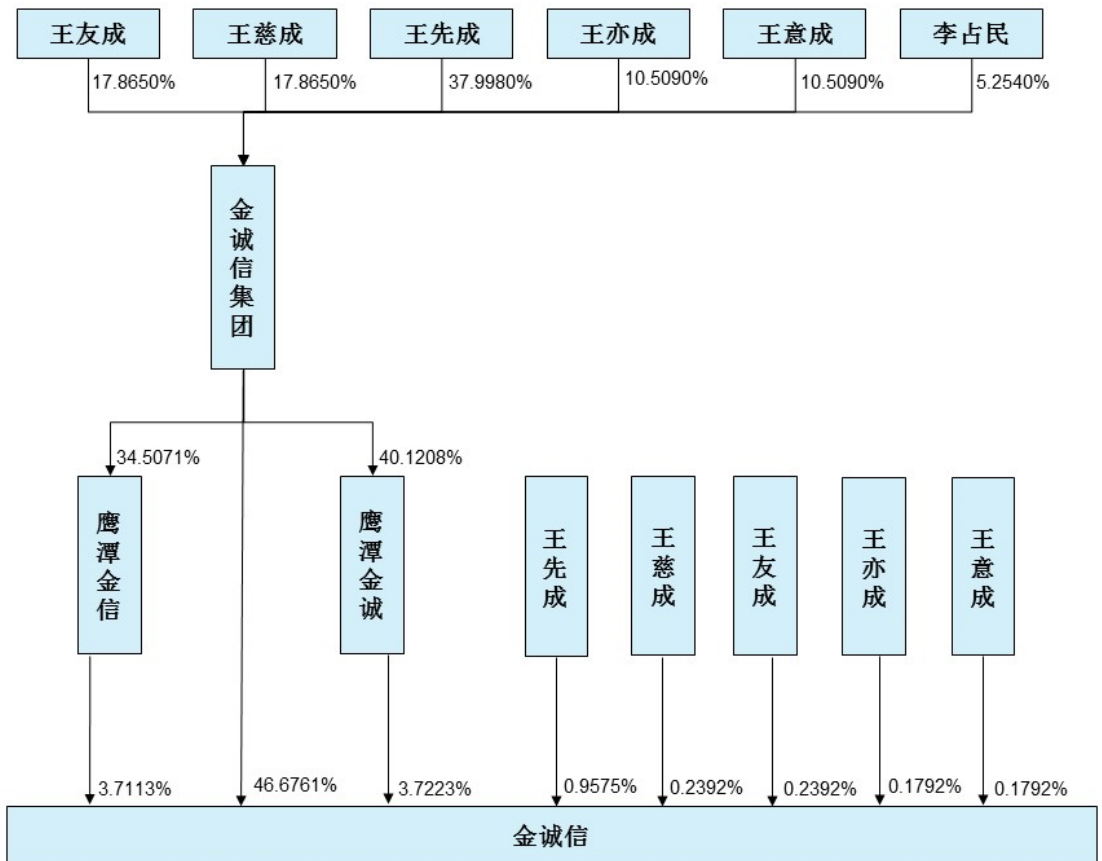 王友成
王慈成
王先成
王亦成
王意成
李占民
17.8650%
17.8650%
37.9980%
10.5090%
10.5090%
5.2540%
金诚信集团
34.5071%
40.1208%
鹰潭金信
鹰潭金诚
王先成
王慈成
王友成
王亦成
王意成
3.7113%
46.6761%
3.7223%
0.9575%
0.2392%
0.2392%
0.1792%
0.1792%
金诚信